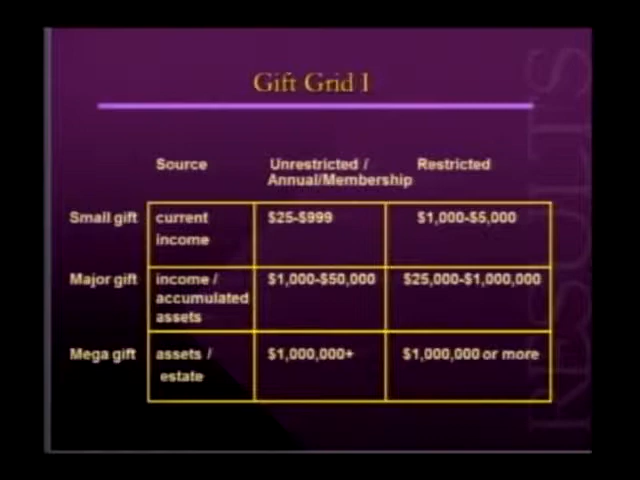 Gift Grid I
Source Unrestricted / Restricted
Annual/Membership
Small gift current $25-$999 $1,000-$5,000
income
Major gift income / $1,000-$50,000 $25,000-$1,000,000
accumulated
assets
Mega gift assets / $1,000,000+ $1,000,000 or more
estate
RESULTS